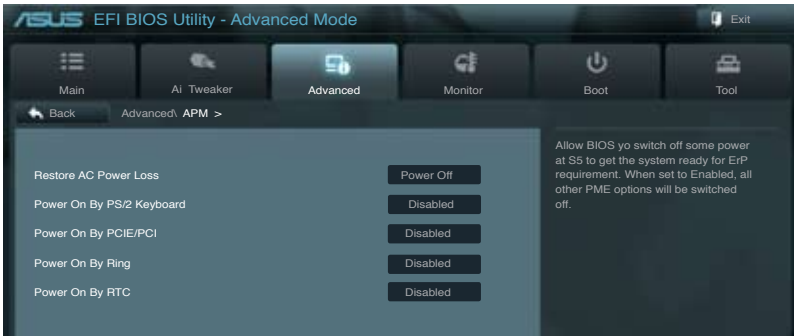 ASUS EFI BIOS Utility - Advanced Mode
Exit
Main
Ai Tweaker
Advanced
Monitor
Boot
Tool
Back
Advanced\ APM >
Restore AC Power Loss
Power Off
Power On By PS/2 Keyboard
Disabled
Power On By PCIE/PCI
Disabled
Power On By Ring
Disabled
Power On By RTC
Disabled
Allow BIOS yo switch off some power
at S5 to get the system ready for ErP
requirement. When set to Enabled, all
other PME options will be switched
off.